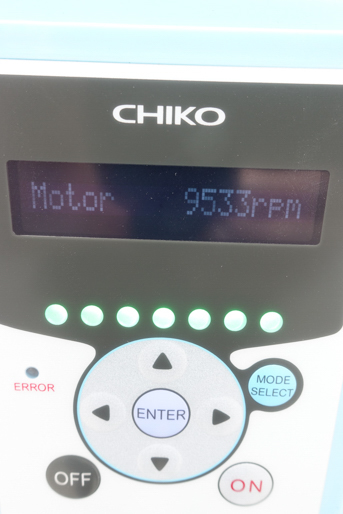 CHIKO
Motor 9533rpm
ERROR
ENTER
MODE
SELECT
OFF
ON